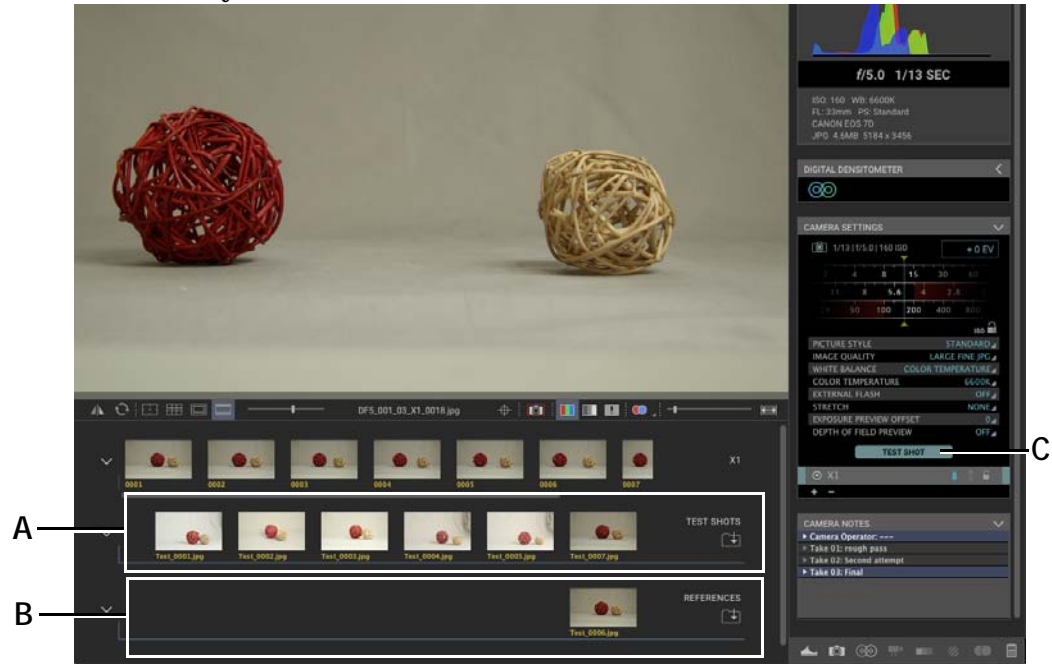 f/5.0 1/13 SEC
ISO: 160 WB: 6600K
FL: 33mm PS: Standard
CANON EOS 7D
JPG 4.6MB 5184 x 3456
DIGITAL DENSITOMETER
CAMERA SETTINGS
1/13 | f/5.0 | 160 ISO
+ 0 EV
4 8 15 30 60
11 8 5.6 4 2.8
50 100 200 400 800
ISO
PICTURE STYLE STANDARD
IMAGE QUALITY LARGE FINE JPG
WHITE BALANCE COLOR TEMPERATURE
COLOR TEMPERATURE 6600K
EXTERNAL FLASH OFF
STRETCH NONE
EXPOSURE PREVIEW OFFSET 0
DEPTH OF FIELD PREVIEW OFF
TEST SHOT
C
X1
+ −
CAMERA NOTES
Camera Operator: ---
Take 01: rough pass
Take 02: Second attempt
Take 03: Final
DF5_001_03_X1_0018.jpg
X1
0001 0002 0003 0004 0005 0006 0007
A
TEST SHOTS
Test_0001.jpg Test_0002.jpg Test_0003.jpg Test_0004.jpg Test_0005.jpg Test_0007.jpg
B
REFERENCES
Test_0006.jpg